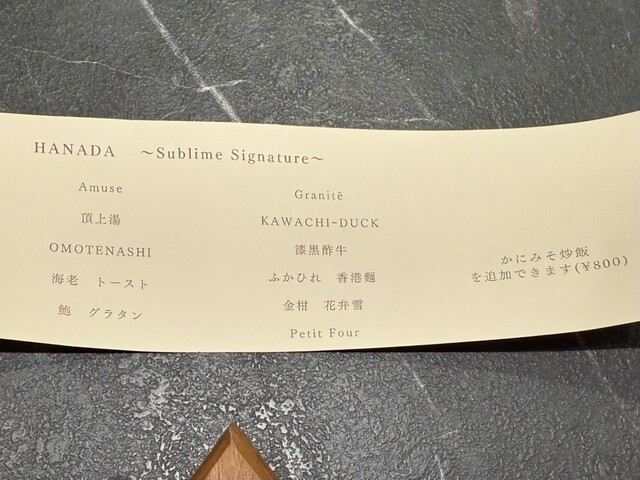 HANADA ～Sublime Signature～
Amuse
頂上湯
OMOTENASHI
海老 トースト
鮑 グラタン
Granitē
KAWACHI-DUCK
漆黒酢牛
ふかひれ 香港麵
金柑 花弁雪
Petit Four
かにみそ炒飯
を追加できます(¥800)